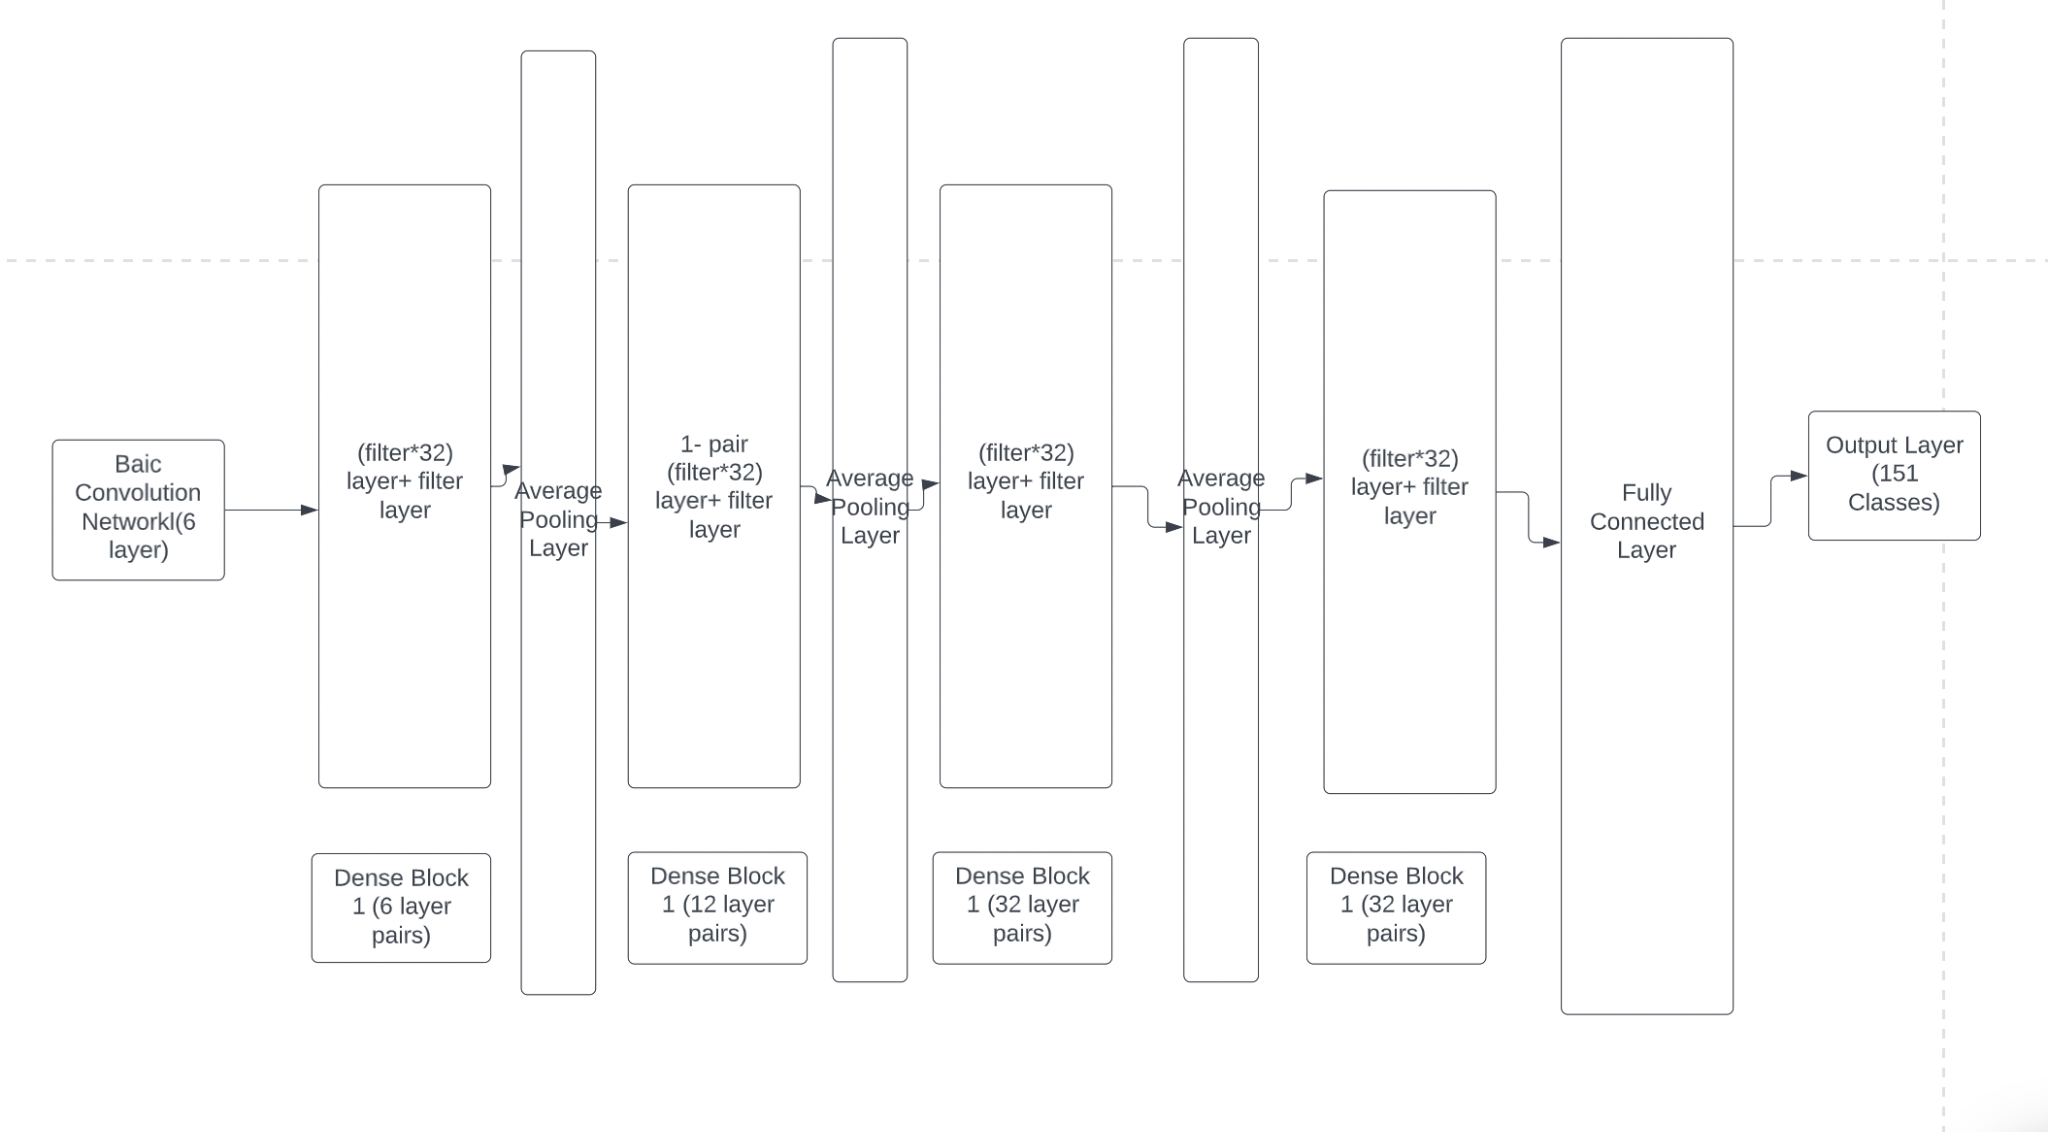 Baic
Convolution
Networkl(6
layer)
(filter*32)
layer+ filter
layer
Average
Pooling
Layer
1- pair
(filter*32)
layer+ filter
layer
Average
Pooling
Layer
(filter*32)
layer+ filter
layer
Average
Pooling
Layer
(filter*32)
layer+ filter
layer
Fully
Connected
Layer
Output Layer
(151
Classes)
Dense Block
1 (6 layer
pairs)
Dense Block
1 (12 layer
pairs)
Dense Block
1 (32 layer
pairs)
Dense Block
1 (32 layer
pairs)